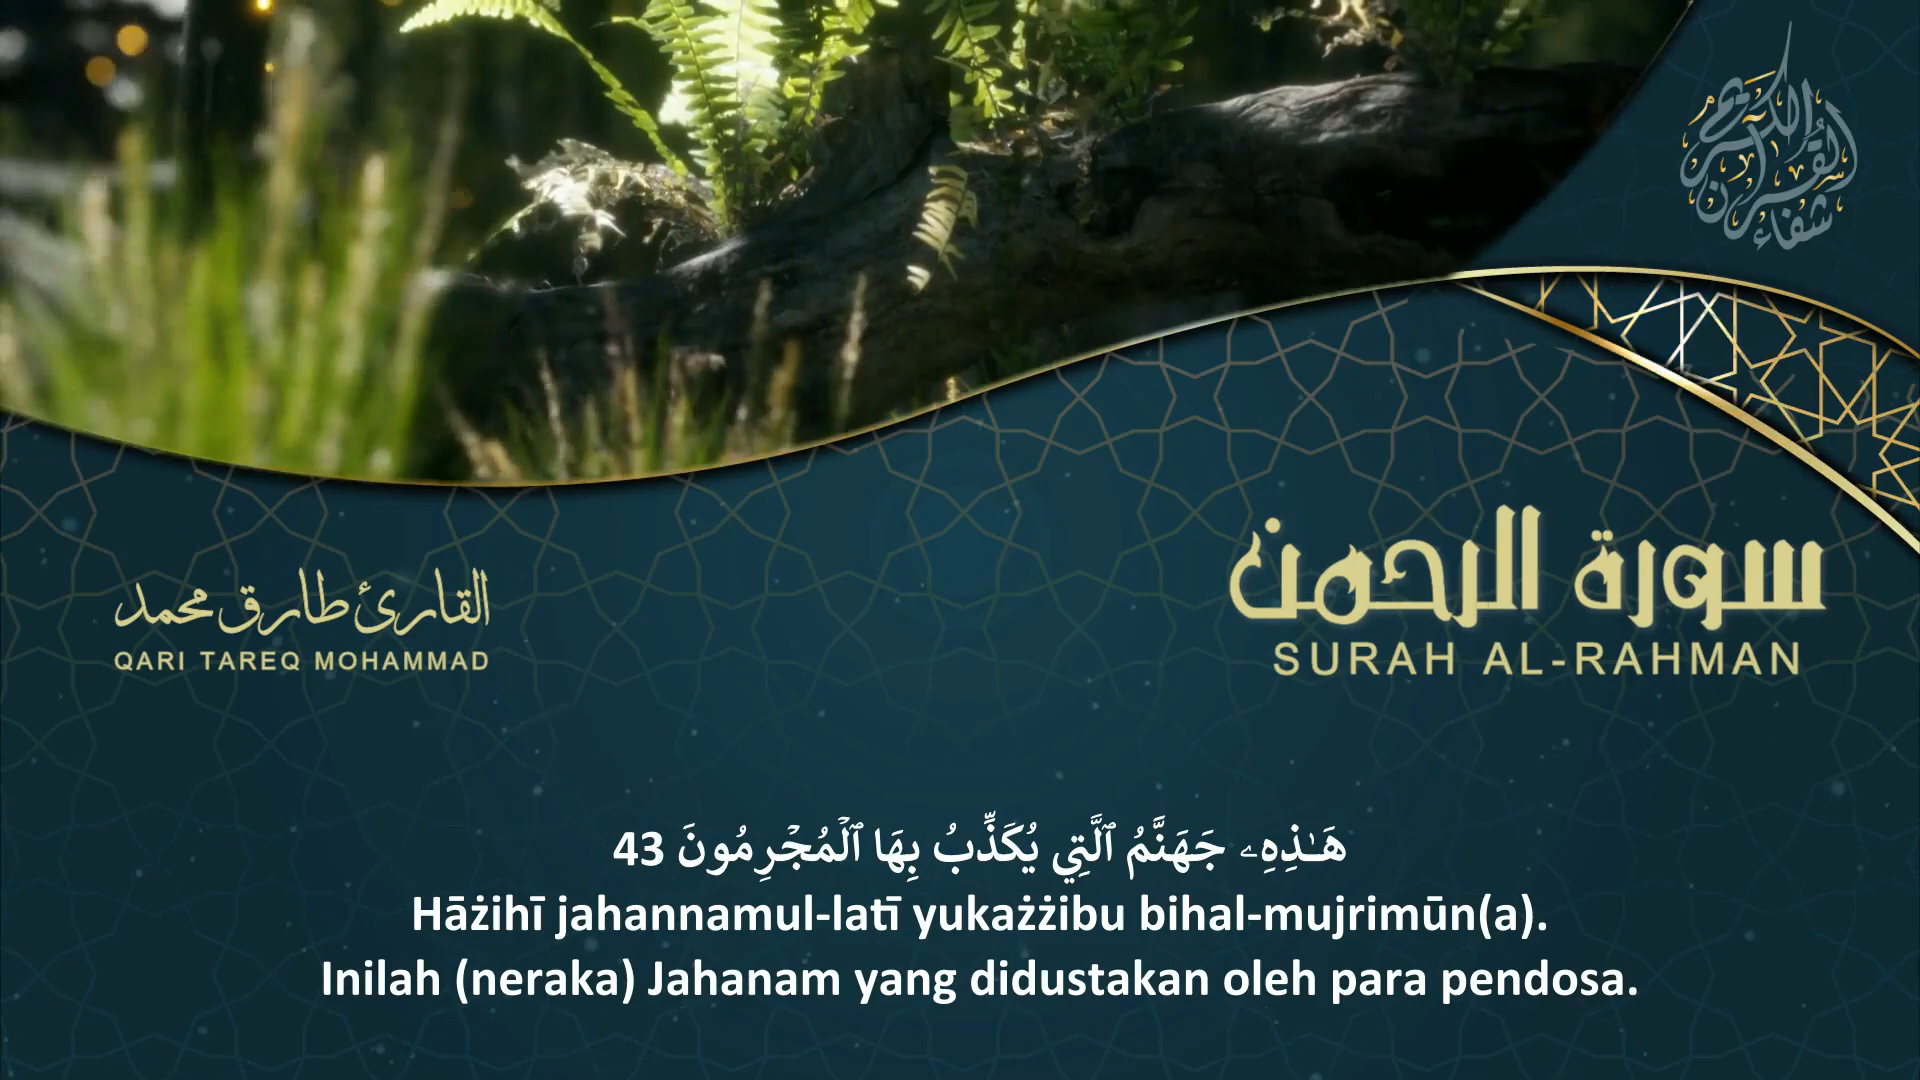 القرآن الكريم
شفاء
سورة الرحمن
SURAH AL-RAHMAN
القارئ طارق محمد
QARI TAREQ MOHAMMAD
هَـٰذِهِۦ جَهَنَّمُ ٱلَّتِي يُكَذِّبُ بِهَا ٱلْمُجْرِمُونَ 43
Hāżihī jahannamul-latī yukażżibu bihal-mujrimūn(a).
Inilah (neraka) Jahanam yang didustakan oleh para pendosa.